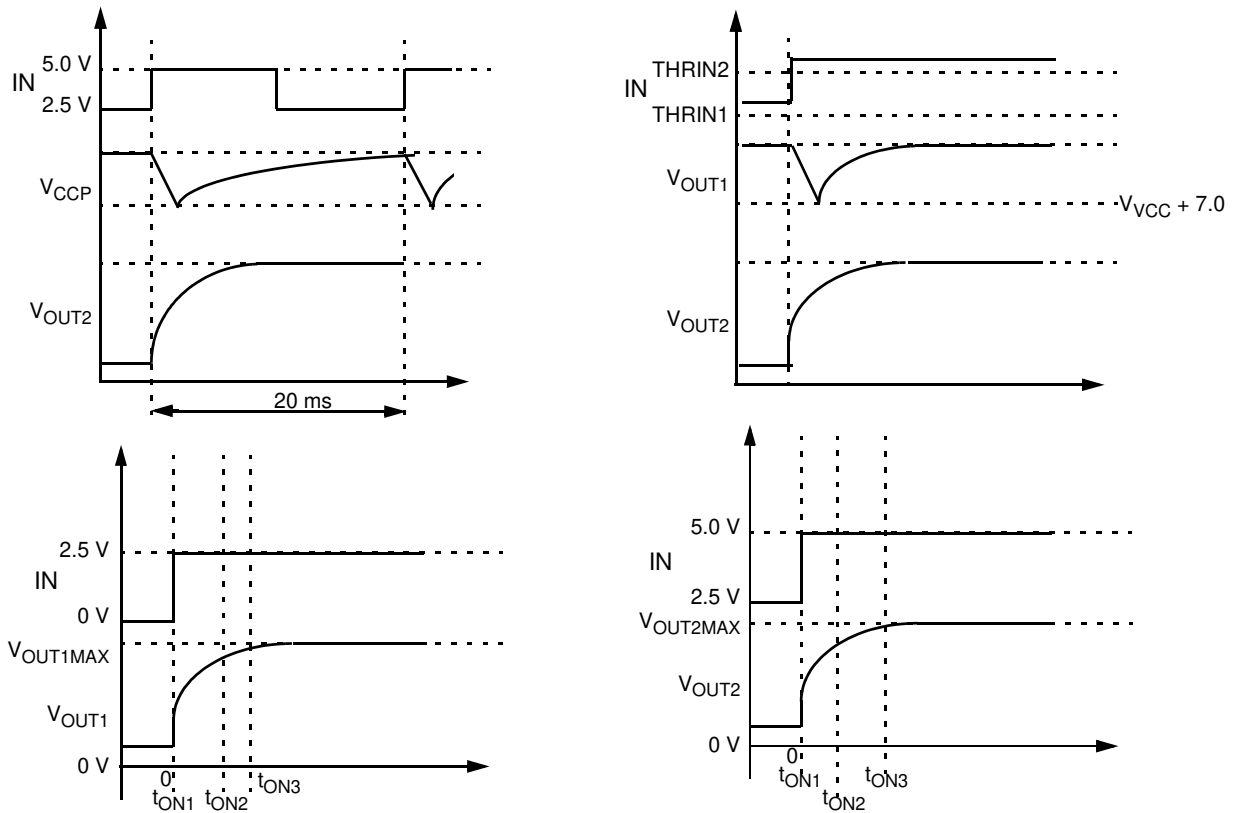 5.0 V
IN
2.5 V
VCCP
VOUT2
20 ms
THRIN2
IN
THRIN1
VOUT1
VVCC + 7.0
VOUT2
2.5 V
IN
0 V
VOUT1MAX
VOUT1
0 V
0
tON1
tON2
tON3
5.0 V
IN
2.5 V
VOUT2MAX
VOUT2
0 V
0
tON1
tON2
tON3